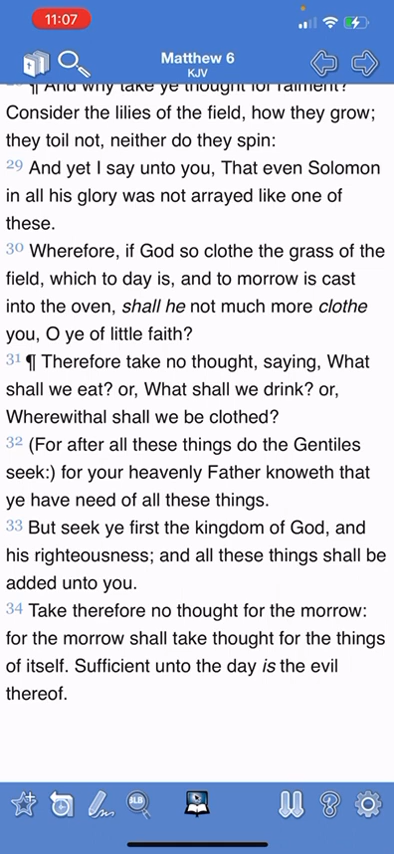 11:07
Matthew 6
KJV
¶ And why take ye thought for raiment?
Consider the lilies of the field, how they grow;
they toil not, neither do they spin:
29 And yet I say unto you, That even Solomon
in all his glory was not arrayed like one of
these.
30 Wherefore, if God so clothe the grass of the
field, which to day is, and to morrow is cast
into the oven, shall he not much more clothe
you, O ye of little faith?
31 ¶ Therefore take no thought, saying, What
shall we eat? or, What shall we drink? or,
Wherewithal shall we be clothed?
32 (For after all these things do the Gentiles
seek:) for your heavenly Father knoweth that
ye have need of all these things.
33 But seek ye first the kingdom of God, and
his righteousness; and all these things shall be
added unto you.
34 Take therefore no thought for the morrow:
for the morrow shall take thought for the things
of itself. Sufficient unto the day is the evil
thereof.
SLB